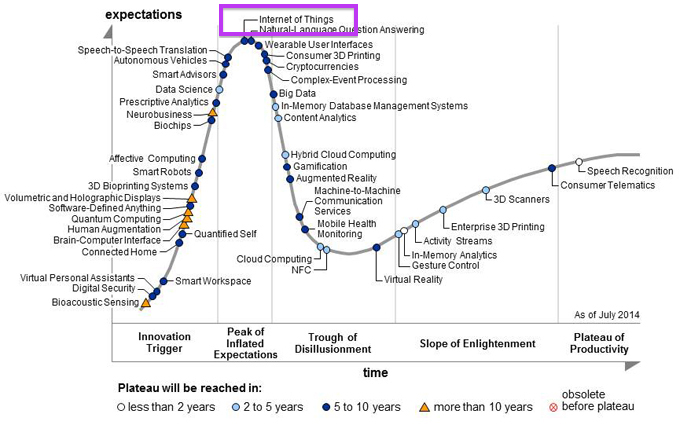 expectations
Internet of Things
Natural-Language Question Answering
Wearable User Interfaces
Consumer 3D Printing
Cryptocurrencies
Complex-Event Processing
Speech-to-Speech Translation
Autonomous Vehicles
Smart Advisors
Data Science
Prescriptive Analytics
Neurobusiness
Biochips
Big Data
In-Memory Database Management Systems
Content Analytics
Hybrid Cloud Computing
Gamification
Augmented Reality
Machine-to-Machine
Communication
Services
Mobile Health
Monitoring
Affective Computing
Smart Robots
3D Bioprinting Systems
Volumetric and Holographic Displays
Software-Defined Anything
Quantum Computing
Human Augmentation
Brain-Computer Interface
Connected Home
Quantified Self
Cloud Computing
NFC
Virtual Reality
Gesture Control
In-Memory Analytics
Activity Streams
Enterprise 3D Printing
3D Scanners
Consumer Telematics
Speech Recognition
Virtual Personal Assistants
Digital Security
Bioacoustic Sensing
Smart Workspace
As of July 2014
Innovation
Trigger
Peak of
Inflated
Expectations
Trough of
Disillusionment
Slope of Enlightenment
Plateau of
Productivity
time
Plateau will be reached in:
less than 2 years
2 to 5 years
5 to 10 years
more than 10 years
obsolete
before plateau